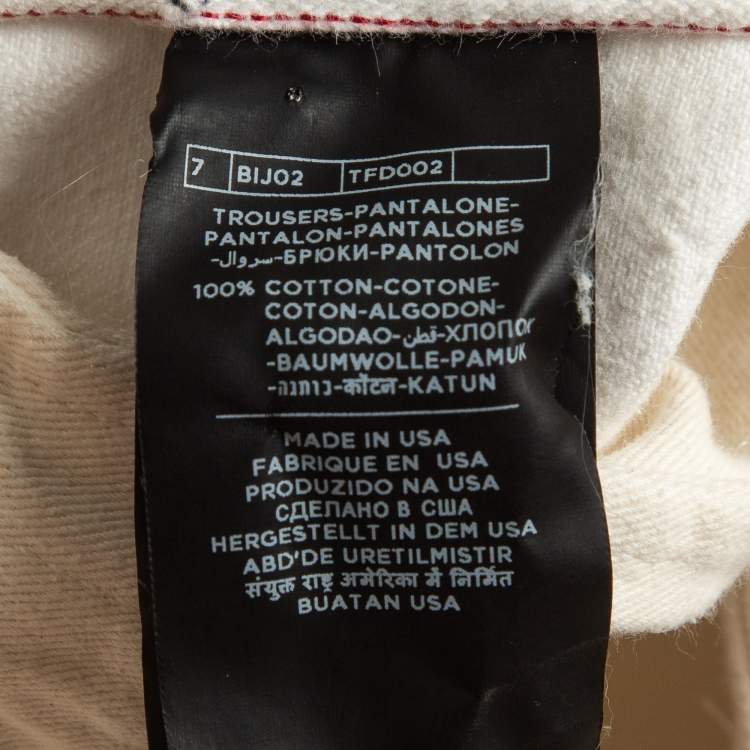 7 BIJ02 TFD002
TROUSERS-PANTALONE-
PANTALON-PANTALONES
-سروال-БРЮКИ-PANTOLON
100% COTTON-COTONE-
COTON-ALGODON-
ALGODAO-قطن-ХЛОПОК
-BAUMWOLLE-PAMUK
-כותנה-कॉटन-KATUN
MADE IN USA
FABRIQUE EN USA
PRODUZIDO NA USA
СДЕЛАНО В США
HERGESTELLT IN DEM USA
ABD'DE URETILMISTIR
संयुक्त राष्ट्र अमेरिका में निर्मित
BUATAN USA